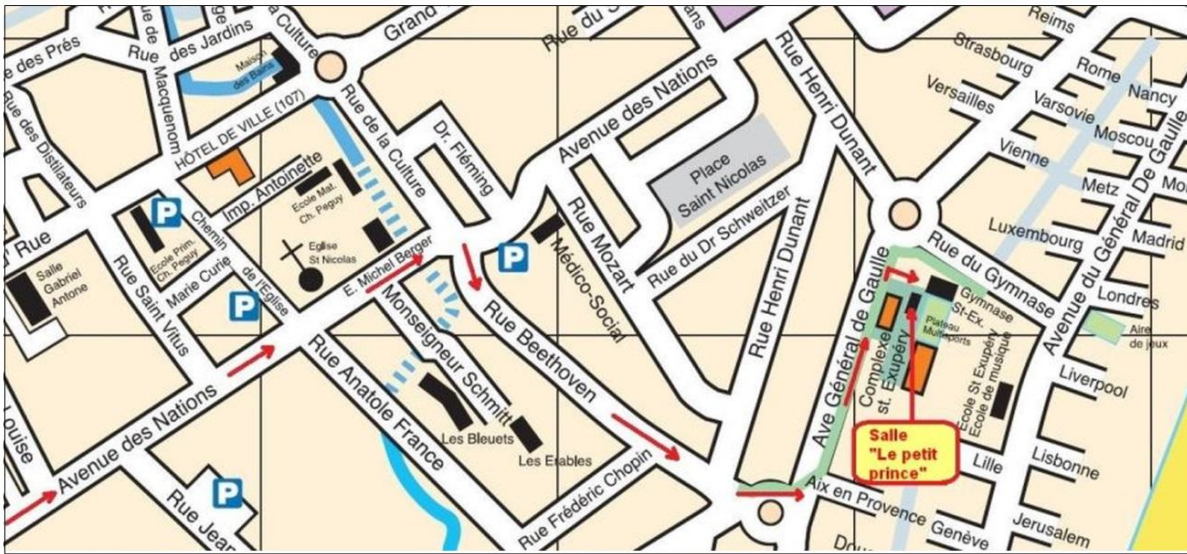 Rue des Jardins
Rue de Macquenom
Rue des Distilateurs
Maison
des Bains
HÔTEL DE VILLE (107)
Grand
Rue de la Culture
Dr. Fléming
Avenue des Nations
Rue Henri Dunant
Place
Saint Nicolas
Rue du Dr Schweitzer
Rue Mozart
Médico-Social
P
Imp. Antoinette
Ecole Mat.
Ch. Peguy
Eglise
St Nicolas
Chemin de l'Eglise
Marie Curie
Ecole Prim.
Ch. Peguy
P
P
P
Rue
Salle
Gabriel
Antone
Rue Saint Vitus
E. Michel Berger
Monseigneur Schmitt
Rue Beethoven
Rue Anatole France
Avenue des Nations
Louise
Rue Jean
Les Bleuets
Les Erables
Rue Frédéric Chopin
Rue Henri Dunant
Ave Général de Gaulle
Complexe
st. Exupéry
Plateau
Multisports
Gymnase
St-Ex.
Rue du Gymnase
Ecole St Exupéry
Ecole de musique
Salle
"Le petit
prince"
Aix en Provence
Genève
Lille
Jerusalem
Lisbonne
Liverpool
Londres
Aire
de jeux
Avenue du Général De Gaulle
Reims
Strasbourg
Versailles
Rome
Nancy
Varsovie
Moscou
Vienne
Metz
Luxembourg
Madrid